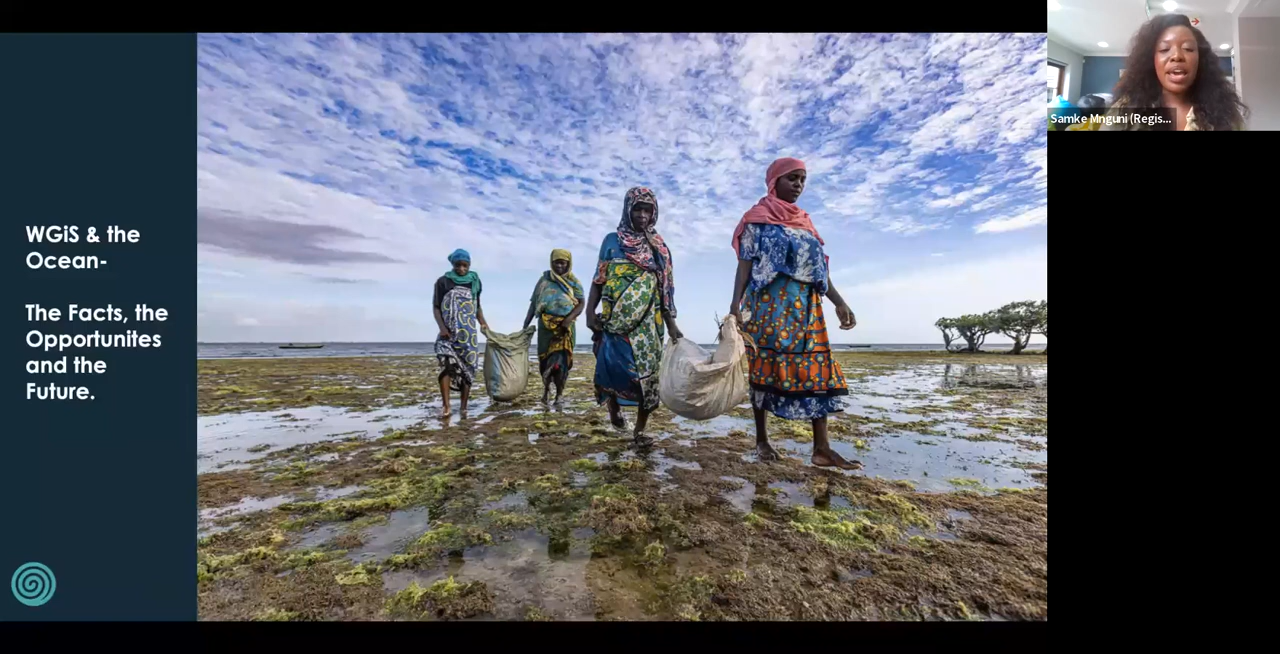 WGiS & the
Ocean-
The Facts, the
Opportunites
and the
Future.
Samke Mnguni (Regis...